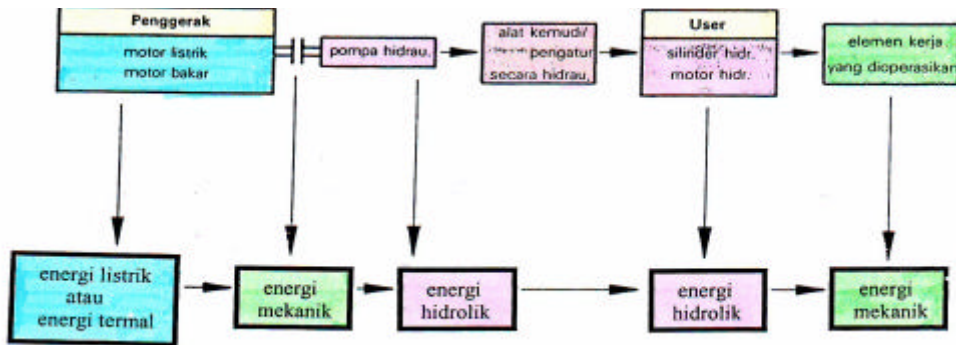 Penggerak
motor listrik
motor bakar
pompa hidrau.
alat kemudi/
pengatur
secara hidrau,
User
silinder hidr.
motor hidr.
elemen kerja
yang dioperasikan
energi listrik
atau
energi termal
energi
mekanik
energi
hidrolik
energi
hidrolik
energi
mekanik